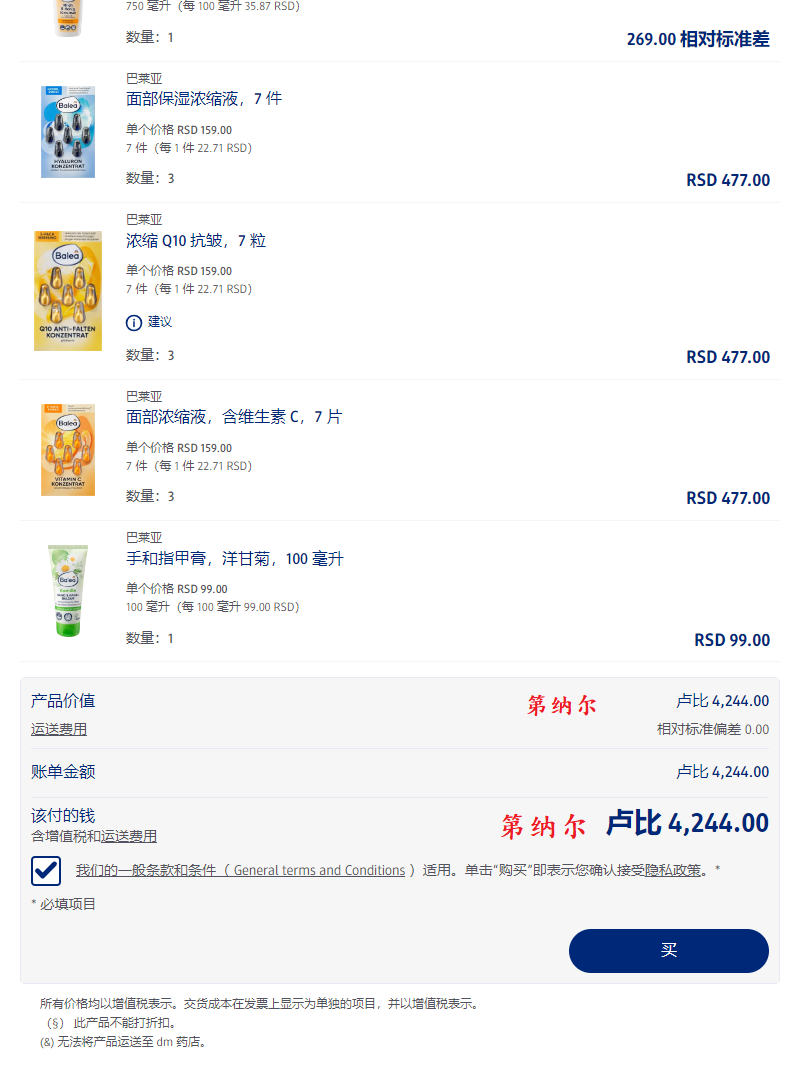 750 毫升（每 100 毫升 35.87 RSD）
数量：1
269.00 相对标准差
巴莱亚
面部保湿浓缩液，7 件
单个价格 RSD 159.00
7 件（每 1 件 22.71 RSD）
数量：3
RSD 477.00
Balea
HYALURON
KONZENTRAT
巴莱亚
浓缩 Q10 抗皱，7 粒
单个价格 RSD 159.00
7 件（每 1 件 22.71 RSD）
建议
数量：3
RSD 477.00
Balea
Q10 ANTI-FALTEN
KONZENTRAT
巴莱亚
面部浓缩液，含维生素 C，7 片
单个价格 RSD 159.00
7 件（每 1 件 22.71 RSD）
数量：3
RSD 477.00
Balea
VITAMIN C
KONZENTRAT
巴莱亚
手和指甲膏，洋甘菊，100 毫升
单个价格 RSD 99.00
100 毫升（每 100 毫升 99.00 RSD）
数量：1
RSD 99.00
Balea
产品价值 第纳尔 卢比 4,244.00
运送费用 相对标准偏差 0.00
账单金额 卢比 4,244.00
该付的钱 第纳尔 卢比 4,244.00
含增值税和运送费用
我们的一般条款和条件（ General terms and Conditions ）适用。单击“购买”即表示您确认接受隐私政策。*
* 必填项目
买
所有价格均以增值税表示。交货成本在发票上显示为单独的项目，并以增值税表示。
（§） 此产品不能打折扣。
(&) 无法将产品运送至 dm 药店。